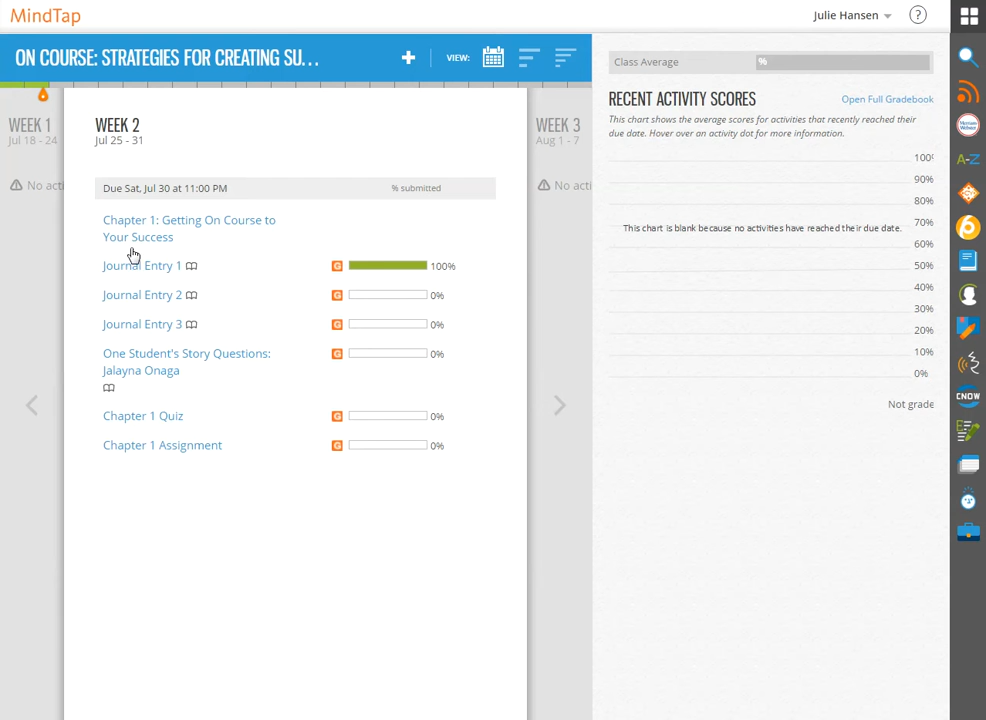 MindTap
Julie Hansen
?
ON COURSE: STRATEGIES FOR CREATING SU...
VIEW:
WEEK 1
Jul 18 - 24
No acti
WEEK 2
Jul 25 - 31
WEEK 3
Aug 1 - 7
No acti
Due Sat, Jul 30 at 11:00 PM
% submitted
Chapter 1: Getting On Course to
Your Success
Journal Entry 1
G
100%
Journal Entry 2
G
0%
Journal Entry 3
G
0%
One Student's Story Questions:
Jalayna Onaga
G
0%
Chapter 1 Quiz
G
0%
Chapter 1 Assignment
G
0%
Class Average
%
RECENT ACTIVITY SCORES
Open Full Gradebook
This chart shows the average scores for activities that recently reached their
due date. Hover over an activity dot for more information.
100%
90%
80%
70%
This chart is blank because no activities have reached their due date.
60%
50%
40%
30%
20%
10%
0%
Not grade
Merriam
Webster
A-Z
6
CNOW